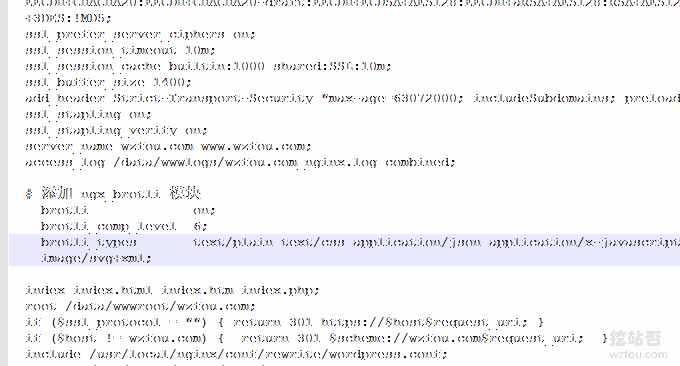 +3DES:!MD5;
ssl_prefer_server_ciphers on;
ssl_session_timeout 10m;
ssl_session_cache builtin:1000 shared:SSL:10m;
ssl_buffer_size 1400;
add_header Strict-Transport-Security "max-age=63072000; includeSubdomains; preload
ssl_stapling on;
ssl_stapling_verify on;
server_name wzfou.com www.wzfou.com;
access_log /data/wwwlogs/wzfou.com_nginx.log combined;
# 添加 ngx_brotli 模块
brotli on;
brotli_comp_level 6;
brotli_types text/plain text/css application/json application/x-javascript
image/svg+xml;
index index.html index.htm index.php;
root /data/wwwroot/wzfou.com;
if ($ssl_protocol = "") { return 301 https://$host$request_uri; }
if ($host != wzfou.com) { return 301 $scheme://wzfou.com$request_uri; }
include /usr/local/nginx/conf/rewrite/wordpress.conf;
挖站否
wzfou.com